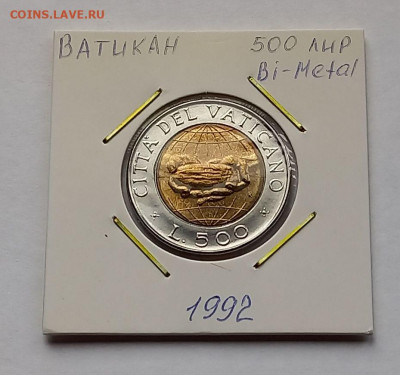 COINS.LAVE.RU
ВАТИКАН 500 ЛИР
Bi-Metal
CITTA' DEL VATICANO
L. 500
1992